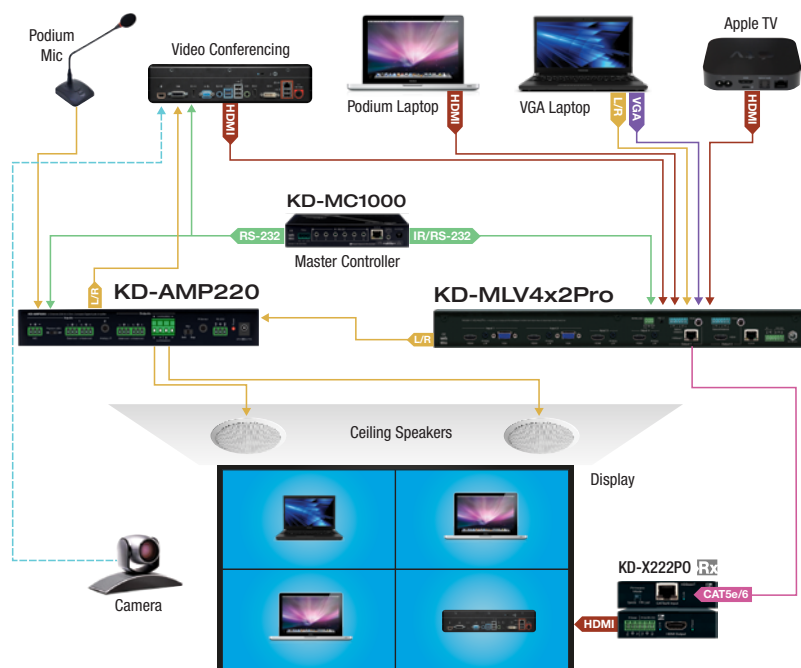 Podium
Mic
Video Conferencing
Podium Laptop
VGA Laptop
Apple TV
HDMI
HDMI
L/R
VGA
HDMI
KD-MC1000
RS-232
IR/RS-232
Master Controller
L/R
KD-AMP220
KD-MLV4x2Pro
L/R
Ceiling Speakers
Display
KD-X222PO Rx
CAT5e/6
HDMI
Camera